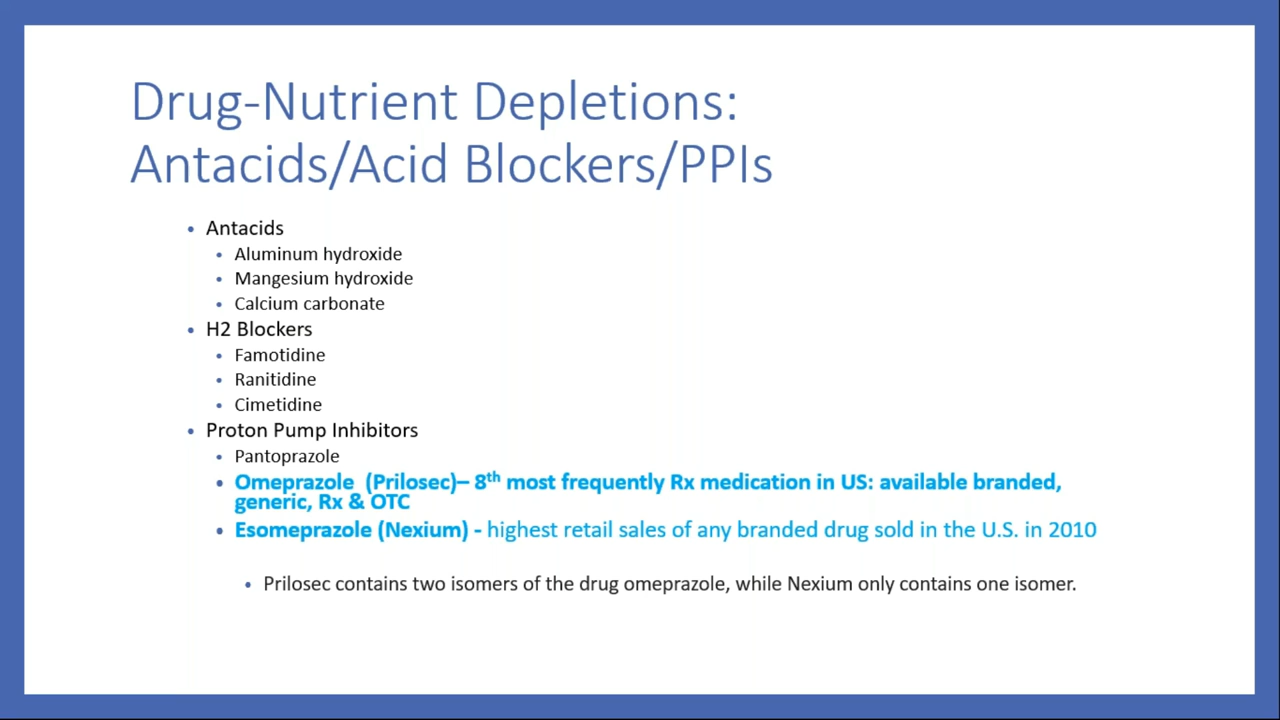 Drug-Nutrient Depletions:
Antacids/Acid Blockers/PPIs
• Antacids
• Aluminum hydroxide
• Mangesium hydroxide
• Calcium carbonate
• H2 Blockers
• Famotidine
• Ranitidine
• Cimetidine
• Proton Pump Inhibitors
• Pantoprazole
• Omeprazole (Prilosec)– 8th most frequently Rx medication in US: available branded,
generic, Rx & OTC
• Esomeprazole (Nexium) - highest retail sales of any branded drug sold in the U.S. in 2010
• Prilosec contains two isomers of the drug omeprazole, while Nexium only contains one isomer.